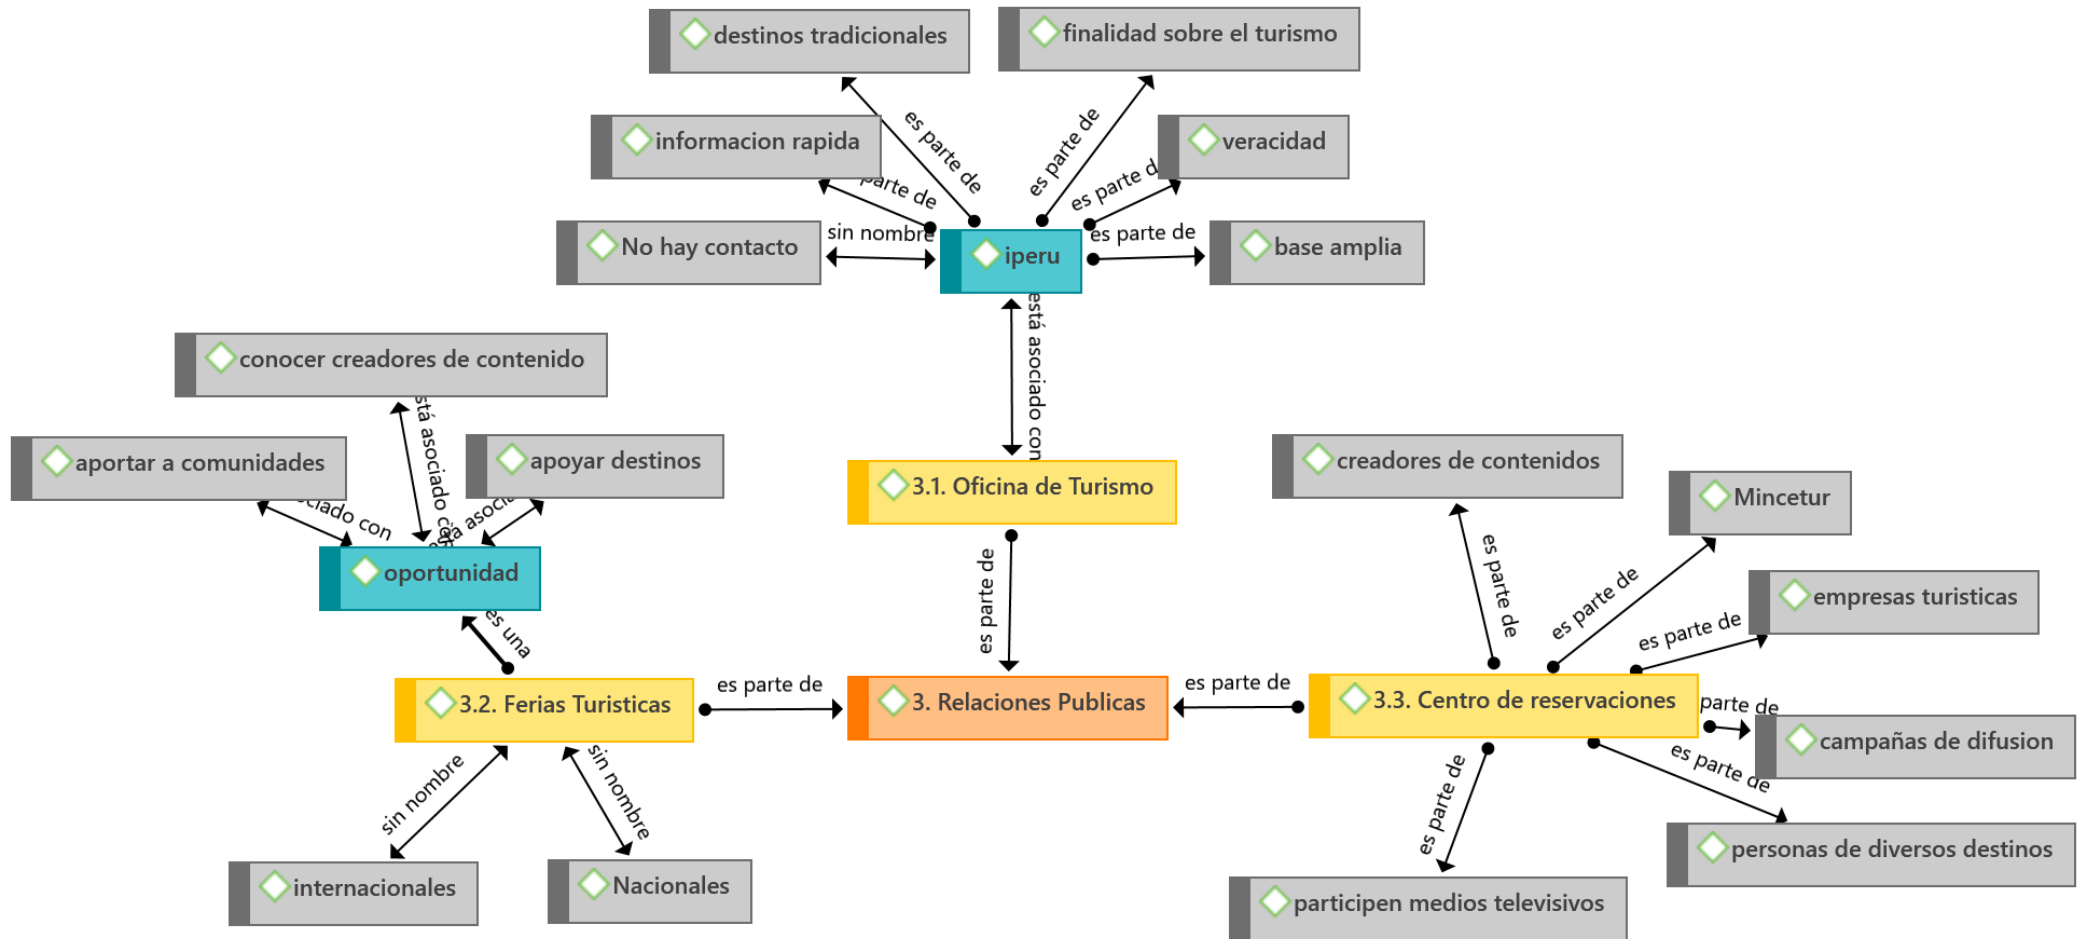 destinos tradicionales
finalidad sobre el turismo
es parte de
es parte de
informacion rapida
veracidad
parte de
es parte d
No hay contacto
sin nombre
iperu
es parte de
base amplia
está asociado con
conocer creadores de contenido
stá asociado con
aportar a comunidades
apoyar destinos
ciado con
asocia
oportunidad
3.1. Oficina de Turismo
creadores de contenidos
Mincetur
es parte de
es parte de
es parte de
es parte de
empresas turisticas
es una
3.2. Ferias Turisticas
es parte de
3. Relaciones Publicas
es parte de
3.3. Centro de reservaciones
parte de
campañas de difusion
sin nombre
sin nombre
es parte de
es parte de
personas de diversos destinos
internacionales
Nacionales
participen medios televisivos